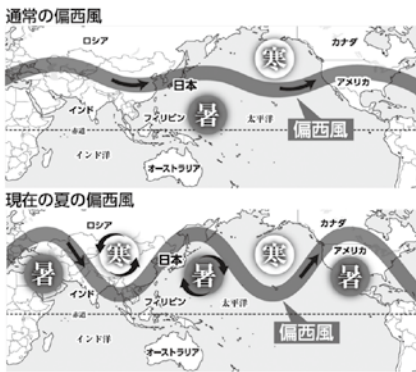 通常の偏西風
ロシア
カナダ
寒
日本
アメリカ
インド
フィリピン
暑
太平洋
赤道
偏西風
インド洋
オーストラリア
現在の夏の偏西風
ロシア
カナダ
寒
日本
寒
アメリカ
暑
暑
暑
インド
フィリピン
太平洋
赤道
偏西風
インド洋
オーストラリア